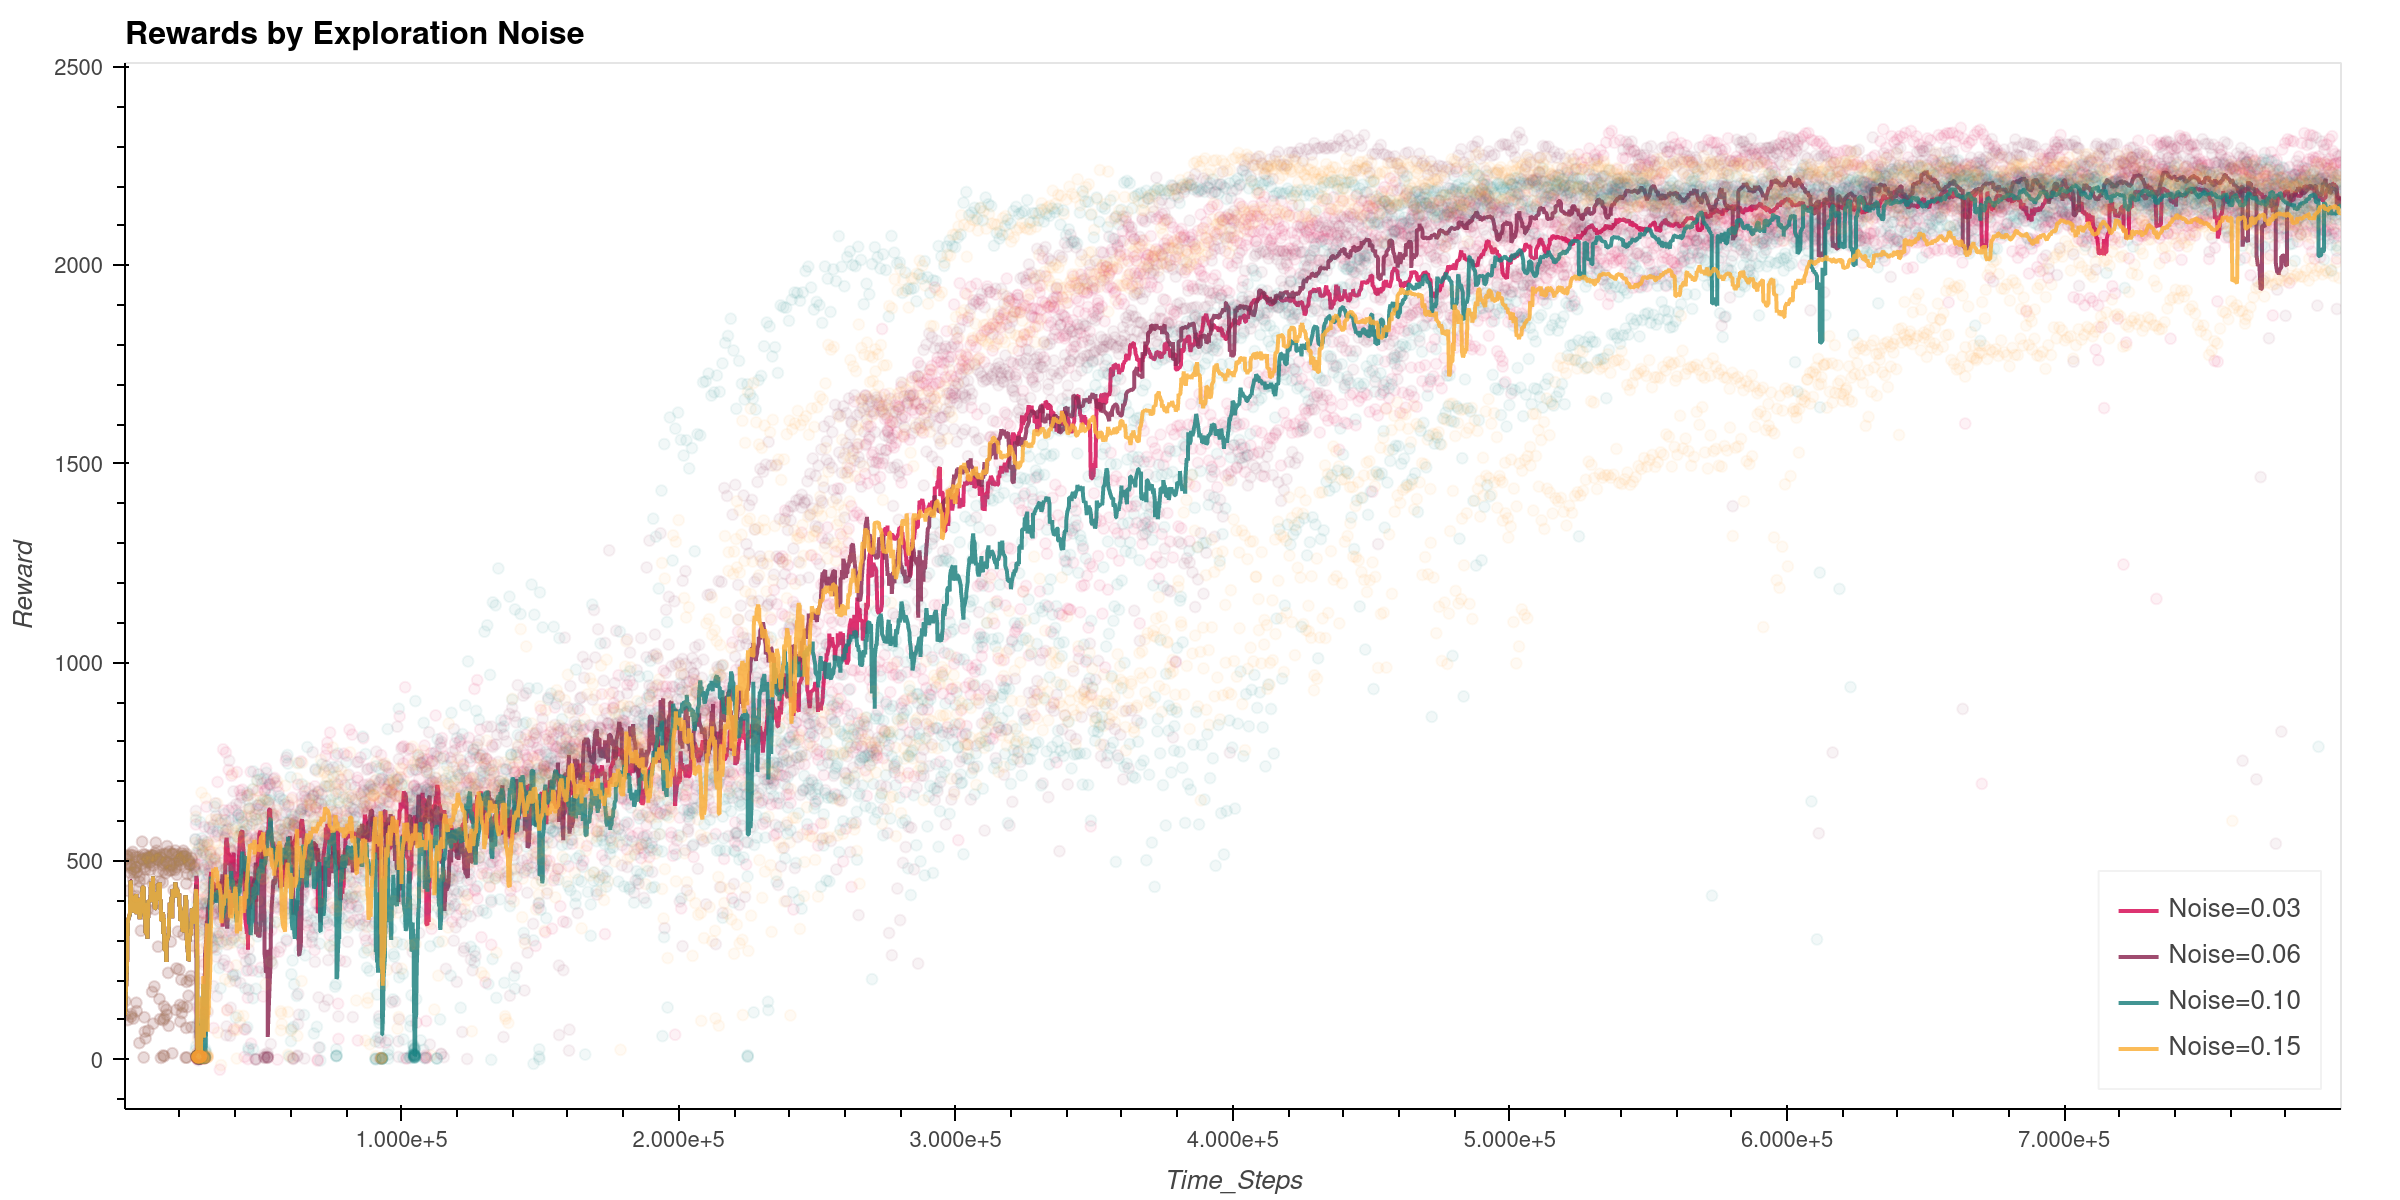 Rewards by Exploration Noise
2500
2000
1500
1000
500
0
Reward
1.000e+5
2.000e+5
3.000e+5
4.000e+5
5.000e+5
6.000e+5
7.000e+5
Time_Steps
Noise=0.03
Noise=0.06
Noise=0.10
Noise=0.15